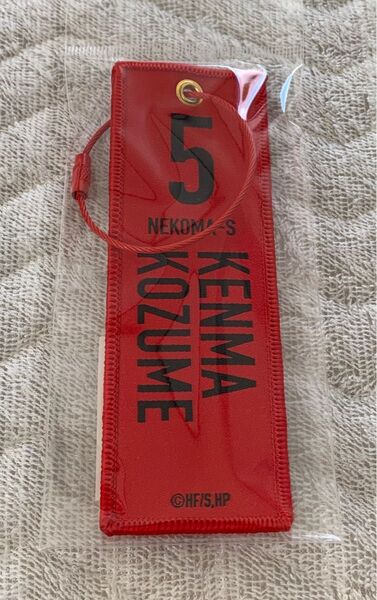 5
NEKOMA-S
KENMA
KOZUME
©HF/S,HP